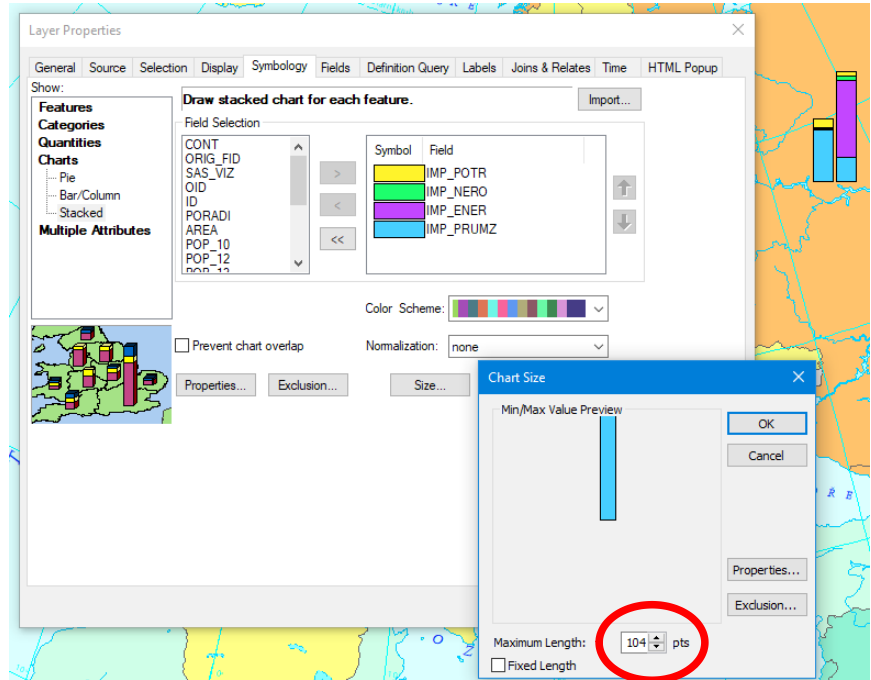 Layer Properties
General Source Selection Display Symbology Fields Definition Query Labels Joins & Relates Time HTML Popup
Show:
Features
Categories
Quantities
Charts
Pie
Bar/Column
Stacked
Multiple Attributes
Draw stacked chart for each feature.
Import...
Field Selection
CONT
ORIG_FID
SAS_VIZ
OID
ID
PORADI
AREA
POP_10
POP_12
>
<
<<
Symbol Field
IMP_POTR
IMP_NERO
IMP_ENER
IMP_PRUMZ
Color Scheme:
Prevent chart overlap
Normalization: none
Properties... Exclusion... Size...
Chart Size
Min/Max Value Preview
OK
Cancel
Properties...
Exclusion...
Maximum Length: 104 pts
Fixed Length